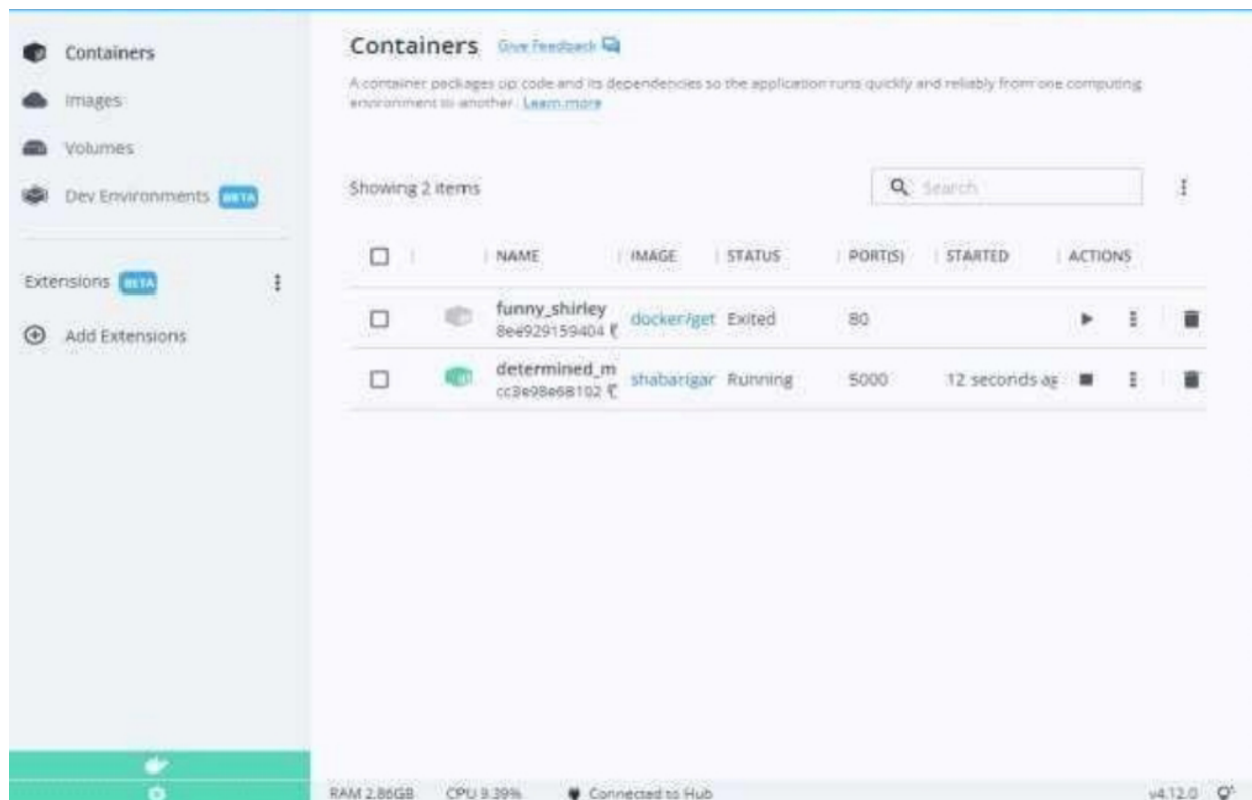 Containers
Images
Volumes
Dev Environments BETA
Extensions BETA
Add Extensions
Containers Give Feedback
A container packages up code and its dependencies so the application runs quickly and reliably from one computing
environment to another. Learn more
Showing 2 items
Search
NAME IMAGE STATUS PORT(S) STARTED ACTIONS
funny_shirley docker/get Exited 80
8ee929159404
determined_m shabarigar Running 5000 12 seconds ag
cc3e98e68102
RAM 2.86GB CPU 9.39% Connected to Hub v4.12.0